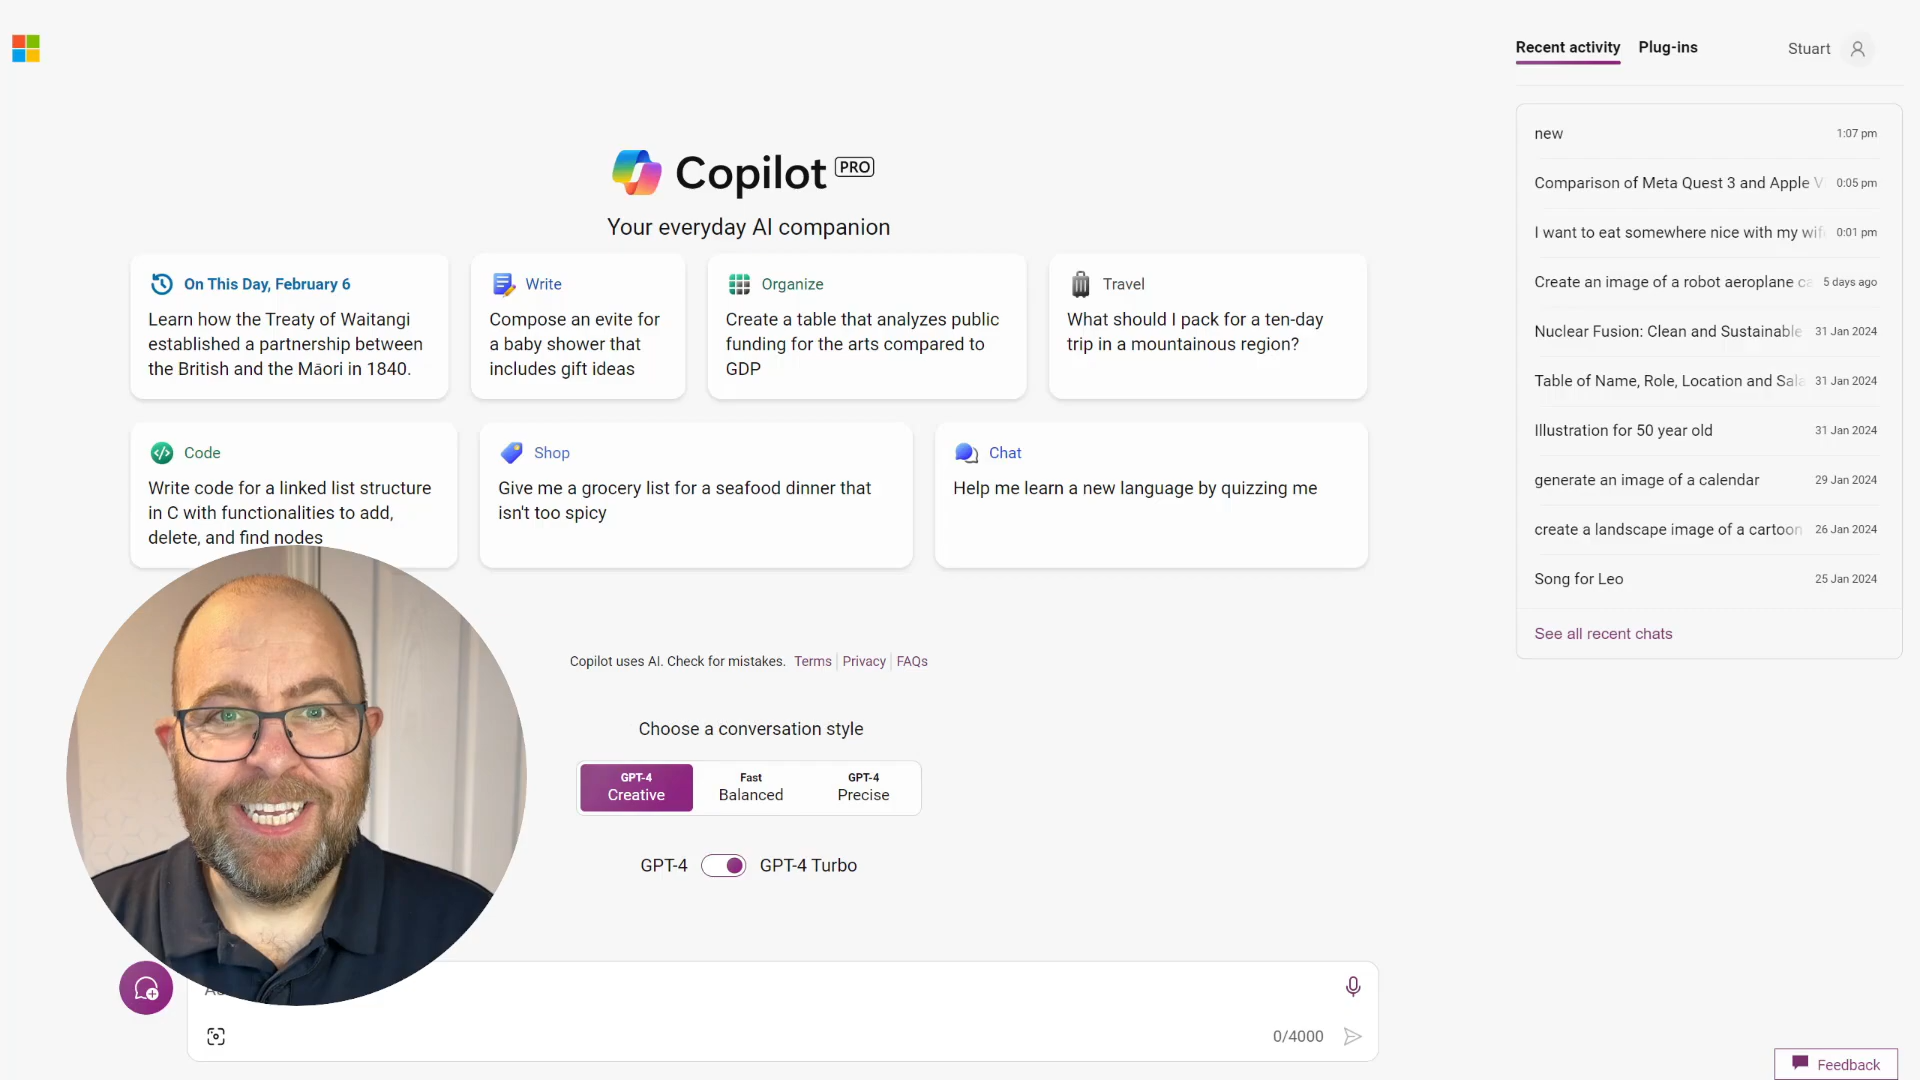 Recent activity
Plug-ins
Stuart
Copilot PRO
Your everyday AI companion
On This Day, February 6
Learn how the Treaty of Waitangi
established a partnership between
the British and the Māori in 1840.
Write
Compose an evite for
a baby shower that
includes gift ideas
Organize
Create a table that analyzes public
funding for the arts compared to
GDP
Travel
What should I pack for a ten-day
trip in a mountainous region?
Code
Write code for a linked list structure
in C with functionalities to add,
delete, and find nodes
Shop
Give me a grocery list for a seafood dinner that
isn't too spicy
Chat
Help me learn a new language by quizzing me
Copilot uses AI. Check for mistakes. Terms Privacy FAQs
Choose a conversation style
GPT-4
Creative
Fast
Balanced
GPT-4
Precise
GPT-4
GPT-4 Turbo
0/4000
new 1:07 pm
Comparison of Meta Quest 3 and Apple V 0:05 pm
I want to eat somewhere nice with my wif 0:01 pm
Create an image of a robot aeroplane ca 5 days ago
Nuclear Fusion: Clean and Sustainable 31 Jan 2024
Table of Name, Role, Location and Sala 31 Jan 2024
Illustration for 50 year old 31 Jan 2024
generate an image of a calendar 29 Jan 2024
create a landscape image of a cartoon 26 Jan 2024
Song for Leo 25 Jan 2024
See all recent chats
Feedback